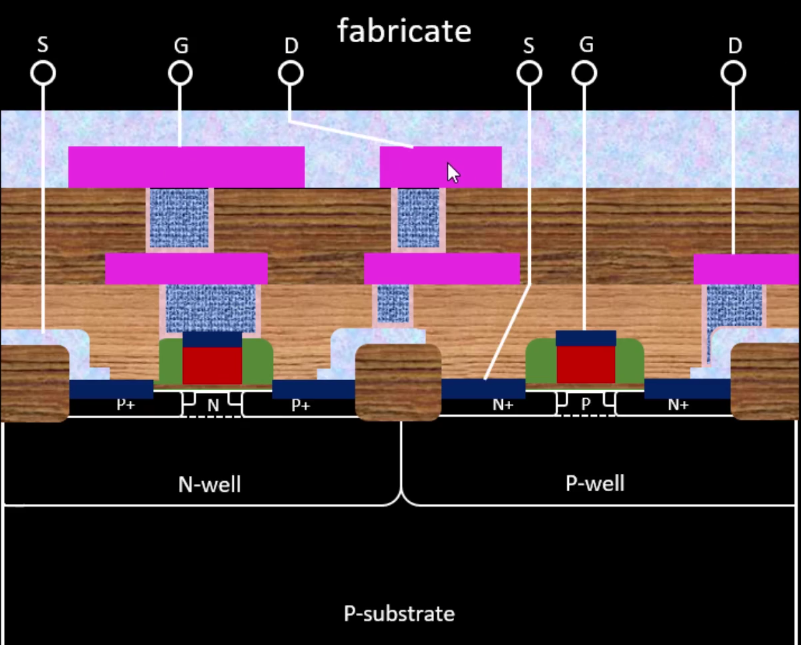 fabricate
S G D S G D
P+ N P+ N+ P N+
N-well P-well
P-substrate